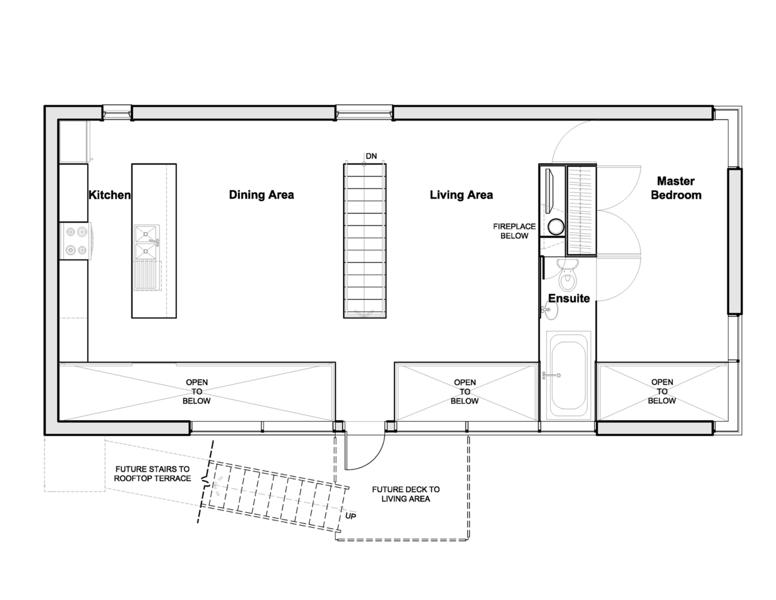 DN
Kitchen
Dining Area
Living Area
Master
Bedroom
FIREPLACE
BELOW
Ensuite
OPEN
TO
BELOW
OPEN
TO
BELOW
OPEN
TO
BELOW
FUTURE STAIRS TO
ROOFTOP TERRACE
FUTURE DECK TO
LIVING AREA
UP